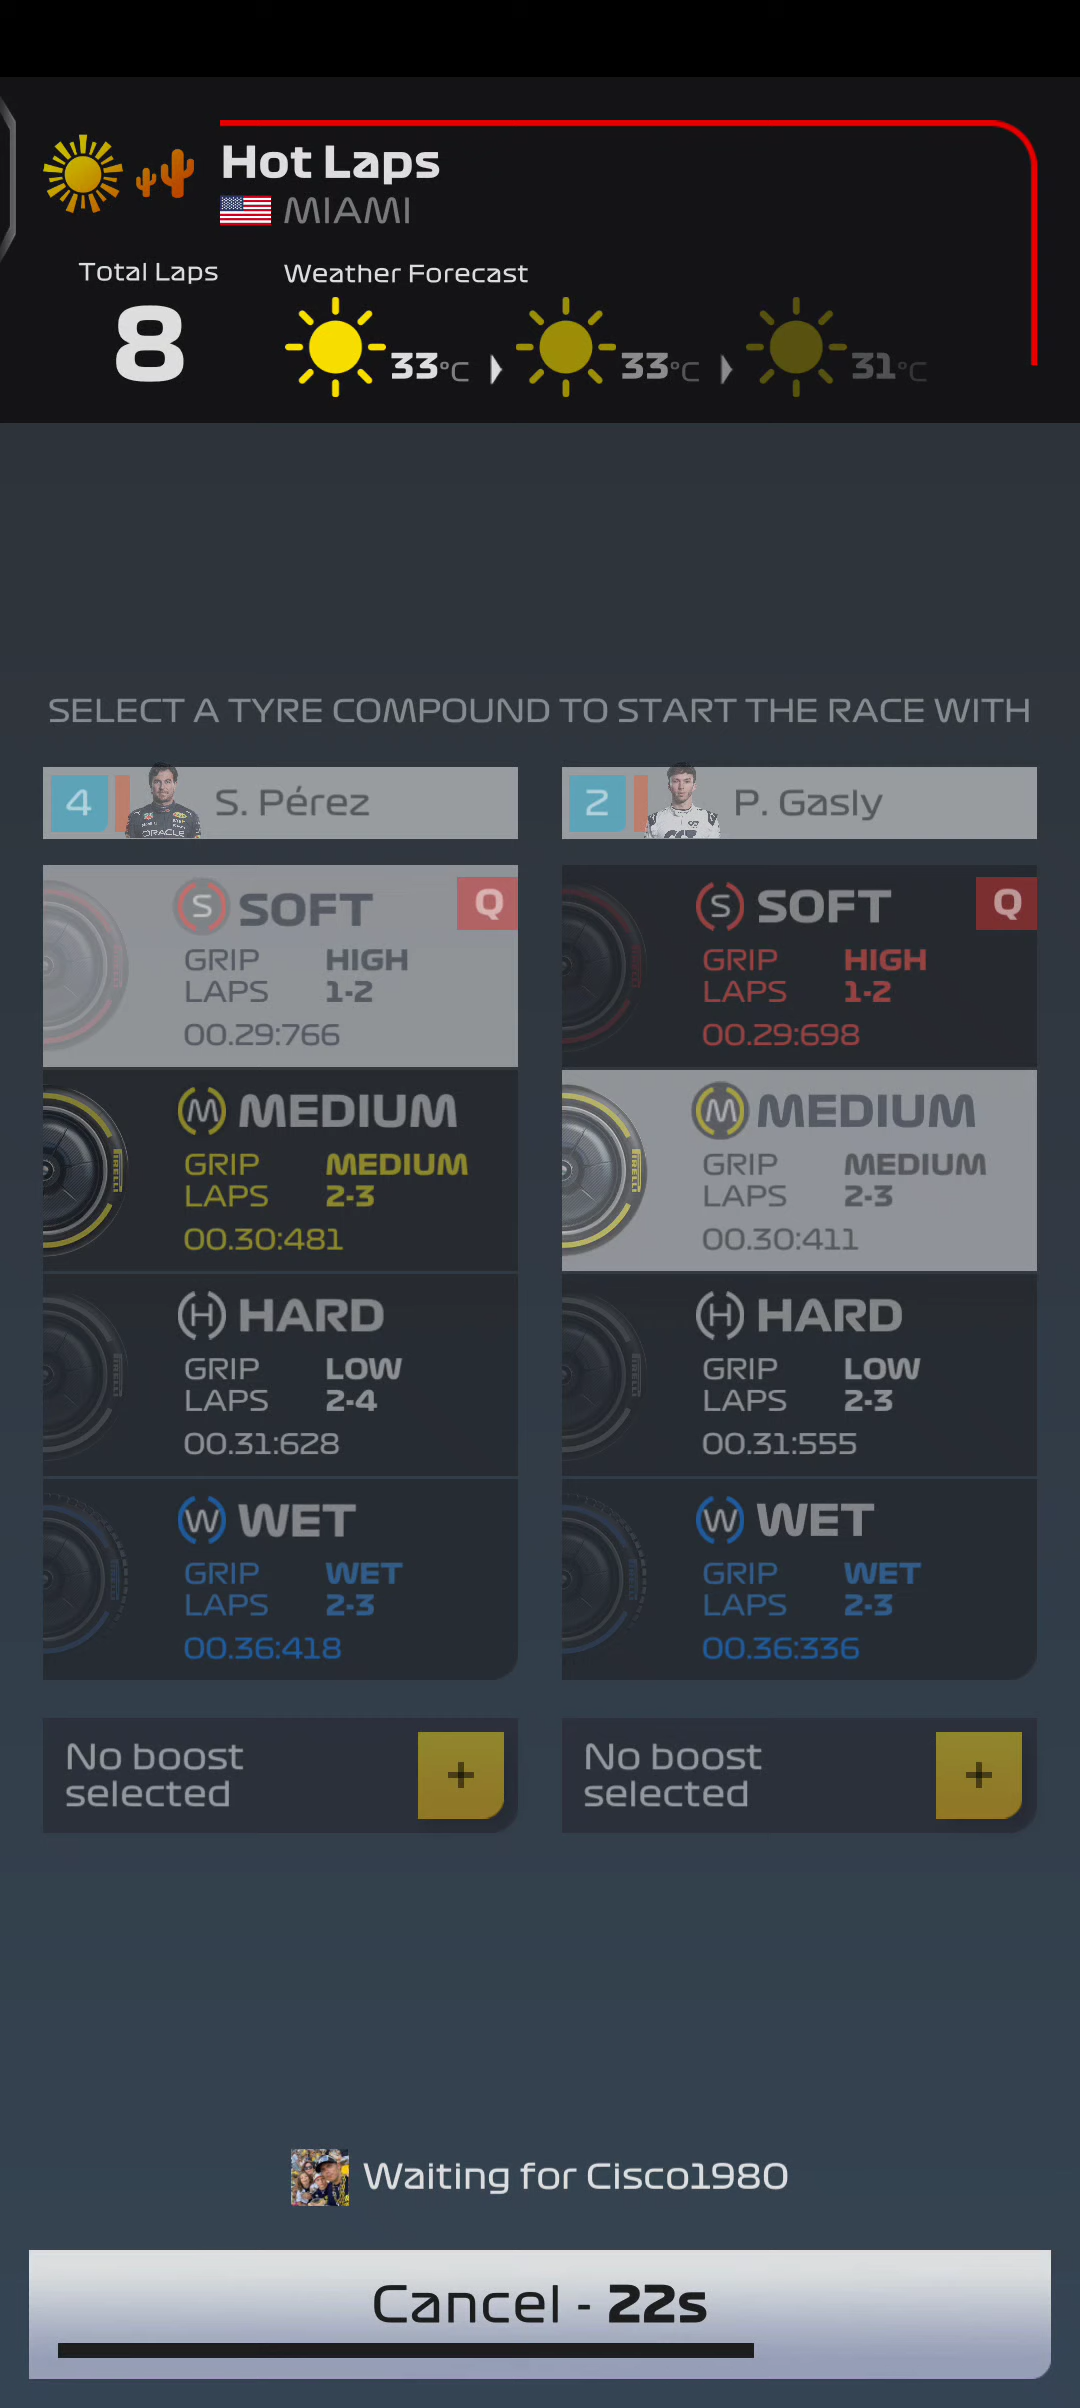 Hot Laps
MIAMI
Total Laps
8
Weather Forecast
33°C
33°C
31°C
SELECT A TYRE COMPOUND TO START THE RACE WITH
4 S. Pérez
S SOFT Q
GRIP HIGH
LAPS 1-2
00.29:766
M MEDIUM
GRIP MEDIUM
LAPS 2-3
00.30:481
H HARD
GRIP LOW
LAPS 2-4
00.31:628
W WET
GRIP WET
LAPS 2-3
00.36:418
No boost
selected
+
2 P. Gasly
S SOFT Q
GRIP HIGH
LAPS 1-2
00.29:698
M MEDIUM
GRIP MEDIUM
LAPS 2-3
00.30:411
H HARD
GRIP LOW
LAPS 2-3
00.31:555
W WET
GRIP WET
LAPS 2-3
00.36:336
No boost
selected
+
Waiting for Cisco1980
Cancel - 22s